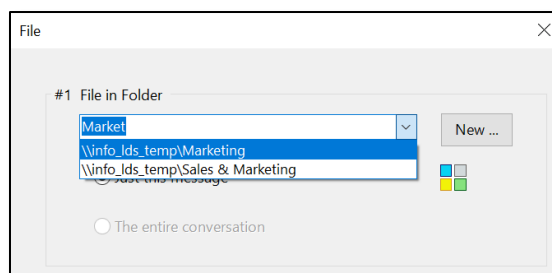 File
#1 File in Folder
Market
New ...
\\info_lds_temp\Marketing
\\info_lds_temp\Sales & Marketing
Just this message
The entire conversation